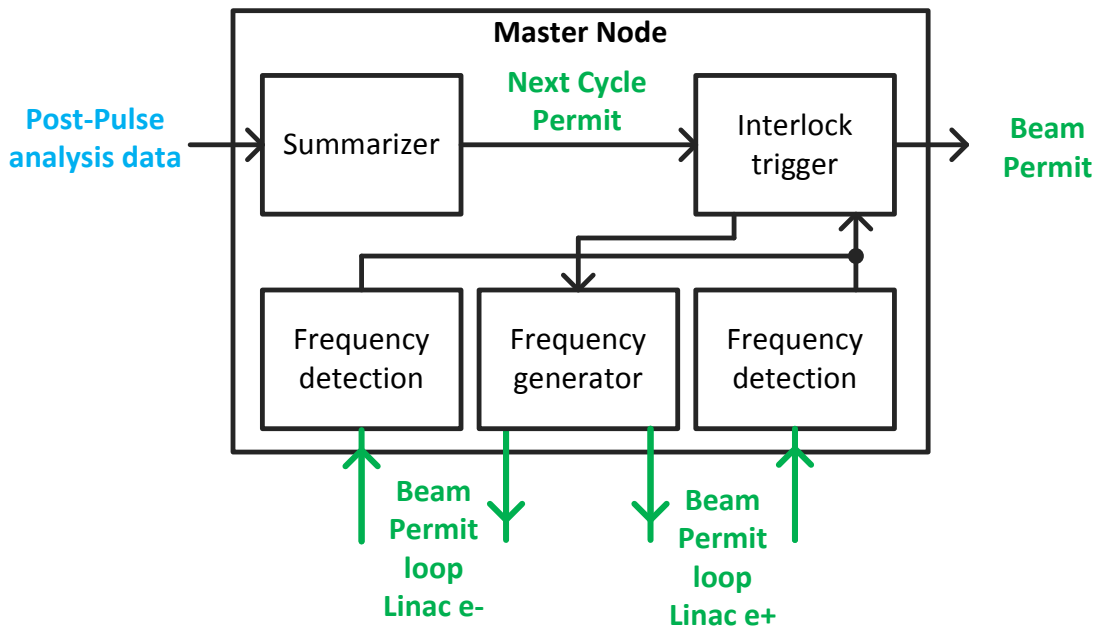 Master Node
Post-Pulse
analysis data
Summarizer
Next Cycle
Permit
Interlock
trigger
Beam
Permit
Frequency
detection
Frequency
generator
Frequency
detection
Beam
Permit
loop
Linac e-
Beam
Permit
loop
Linac e+